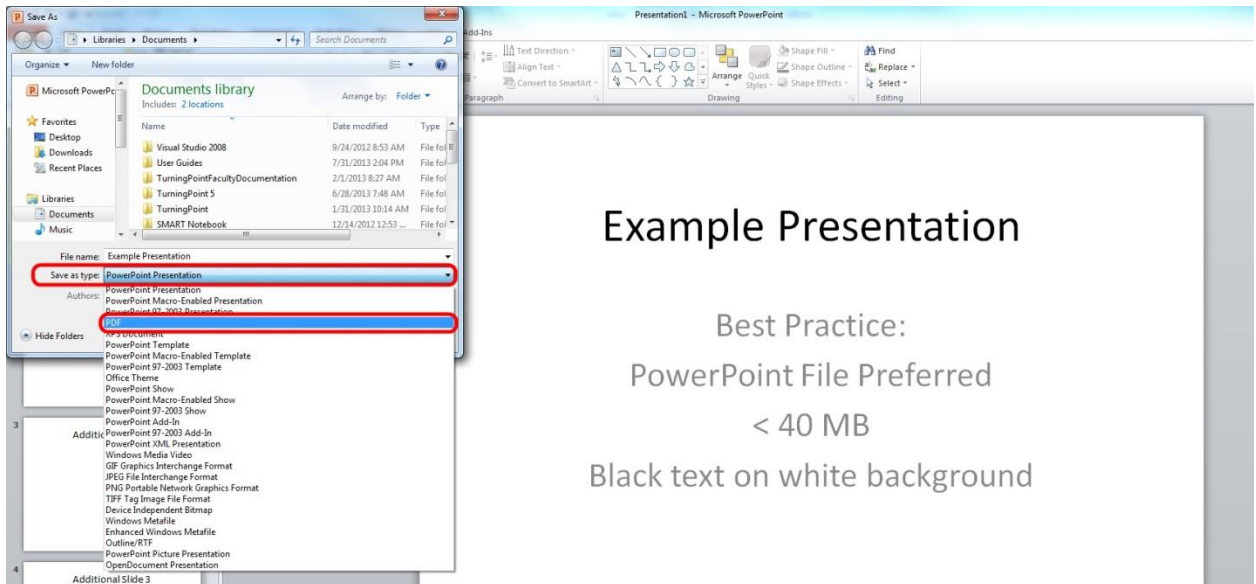 Save As
Presentation1 - Microsoft PowerPoint
Libraries Documents
Search Documents
Add-Ins
Organize
New folder
Text Direction
Align Text
Convert to SmartArt
Paragraph
Arrange
Quick Styles
Shape Fill
Shape Outline
Shape Effects
Drawing
Find
Replace
Select
Editing
Documents library
Includes: 2 locations
Arrange by: Folder
Favorites
Desktop
Downloads
Recent Places
Libraries
Documents
Music
Name Date modified Type
Visual Studio 2008 9/24/2012 8:53 AM File fol
User Guides 7/31/2013 2:04 PM File fol
TurningPointFacultyDocumentation 2/1/2013 8:27 AM File fol
TurningPoint 5 6/28/2013 7:48 AM File fol
TurningPoint 1/31/2013 10:14 AM File fol
SMART Notebook 12/14/2012 12:53 ... File fol
File name: Example Presentation
Save as type: PowerPoint Presentation
Authors:
Hide Folders
PowerPoint Presentation
PowerPoint Macro-Enabled Presentation
PowerPoint 97-2003 Presentation
PDF
XPS Document
PowerPoint Template
PowerPoint Macro-Enabled Template
PowerPoint 97-2003 Template
Office Theme
PowerPoint Show
PowerPoint Macro-Enabled Show
PowerPoint 97-2003 Show
PowerPoint Add-In
PowerPoint 97-2003 Add-In
PowerPoint XML Presentation
Windows Media Video
GIF Graphics Interchange Format
JPEG File Interchange Format
PNG Portable Network Graphics Format
TIFF Tag Image File Format
Device Independent Bitmap
Windows Metafile
Enhanced Windows Metafile
Outline/RTF
PowerPoint Picture Presentation
OpenDocument Presentation
3
4
Additional Slide 3
Example Presentation
Best Practice:
PowerPoint File Preferred
< 40 MB
Black text on white background